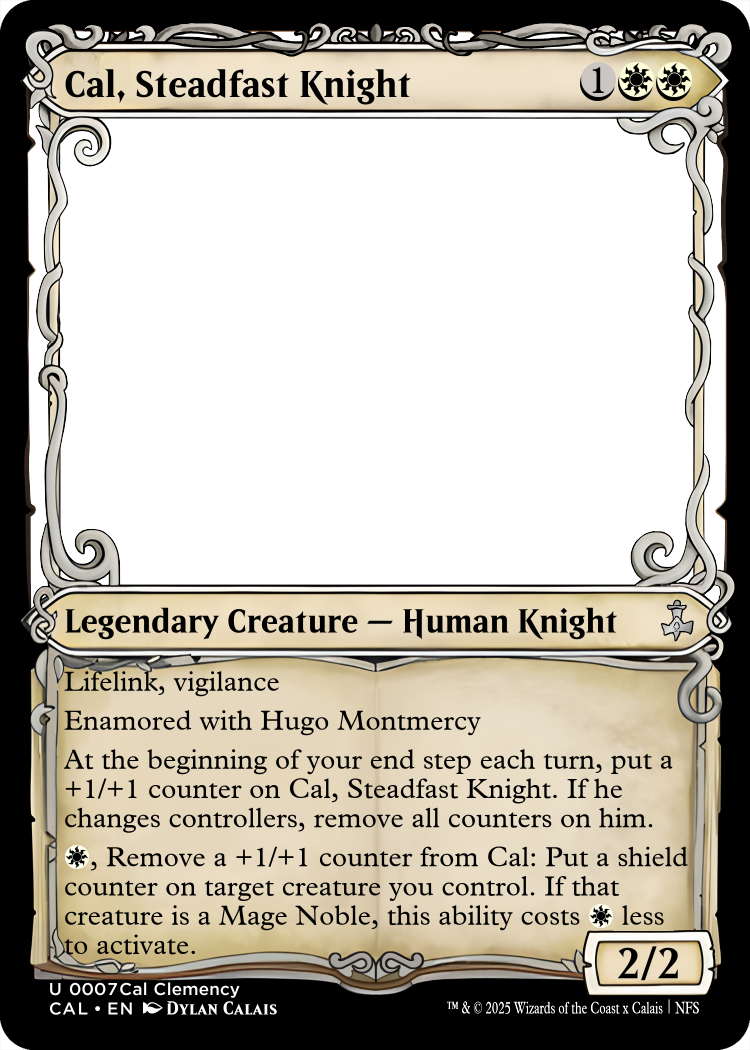 Cal, Steadfast Knight 1
Legendary Creature — Human Knight
Lifelink, vigilance
Enamored with Hugo Montmercy
At the beginning of your end step each turn, put a
+1/+1 counter on Cal, Steadfast Knight. If he
changes controllers, remove all counters on him.
, Remove a +1/+1 counter from Cal: Put a shield
counter on target creature you control. If that
creature is a Mage Noble, this ability costs less
to activate.
2/2
U 0007Cal Clemency
CAL • EN Dylan Calais
™ & © 2025 Wizards of the Coast x Calais | NFS